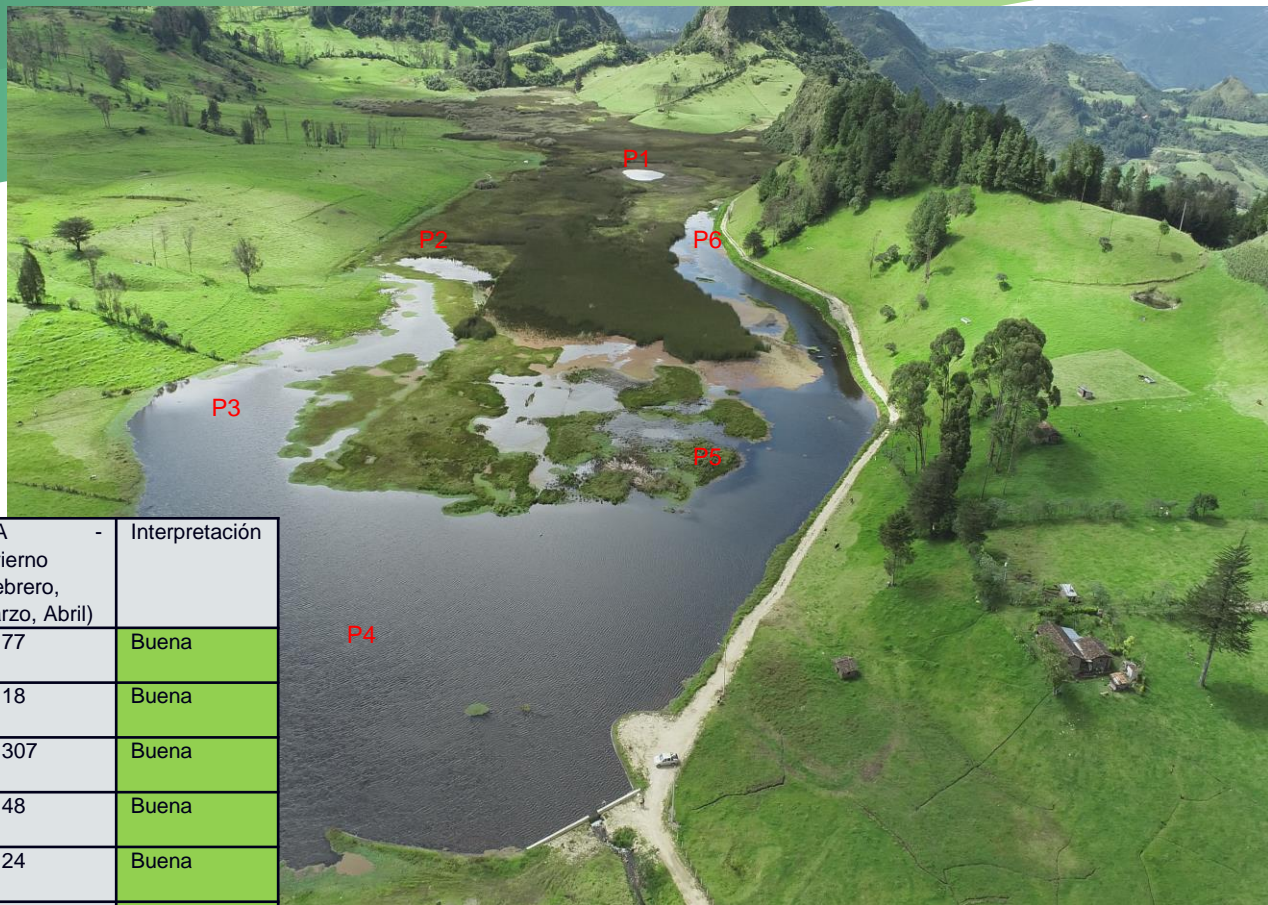 P1
P2
P6
P3
P5
A - Interpretación
ierno
ebrero,
arzo, Abril)
P4
77 Buena
18 Buena
307 Buena
48 Buena
24 Buena